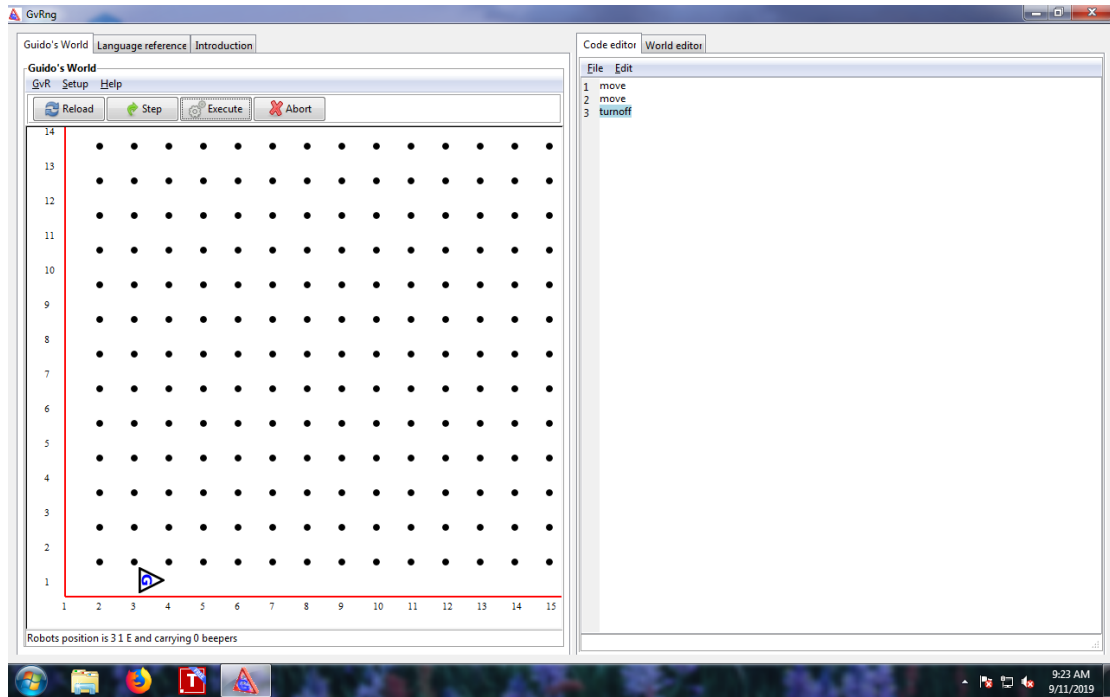 GvRng
Guido's World Language reference Introduction
Guido's World
GvR Setup Help
Reload Step Execute Abort
14
13
12
11
10
9
8
7
6
5
4
3
2
1
G
1 2 3 4 5 6 7 8 9 10 11 12 13 14 15
Robots position is 3 1 E and carrying 0 beepers
Code editor World editor
File Edit
1 move
2 move
3 turnoff
T
9:23 AM
9/11/2019